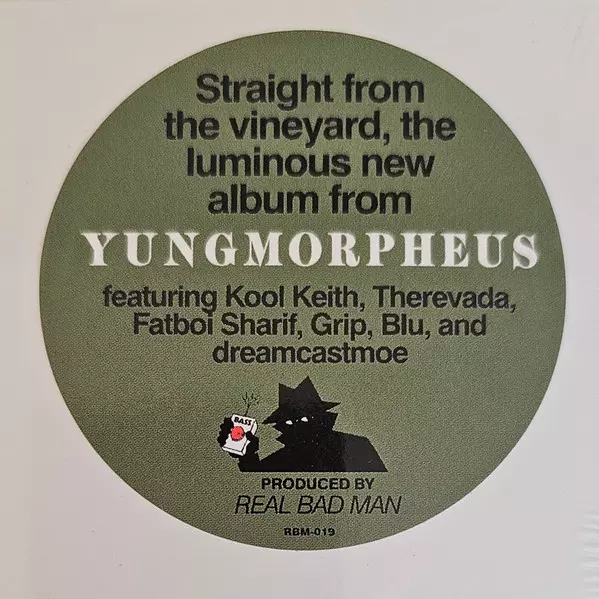 Straight from
the vineyard, the
luminous new
album from
YUNGMORPHEUS
featuring Kool Keith, Therevada,
Fatboi Sharif, Grip, Blu, and
dreamcastmoe
BASS
PRODUCED BY
REAL BAD MAN
RBM-019